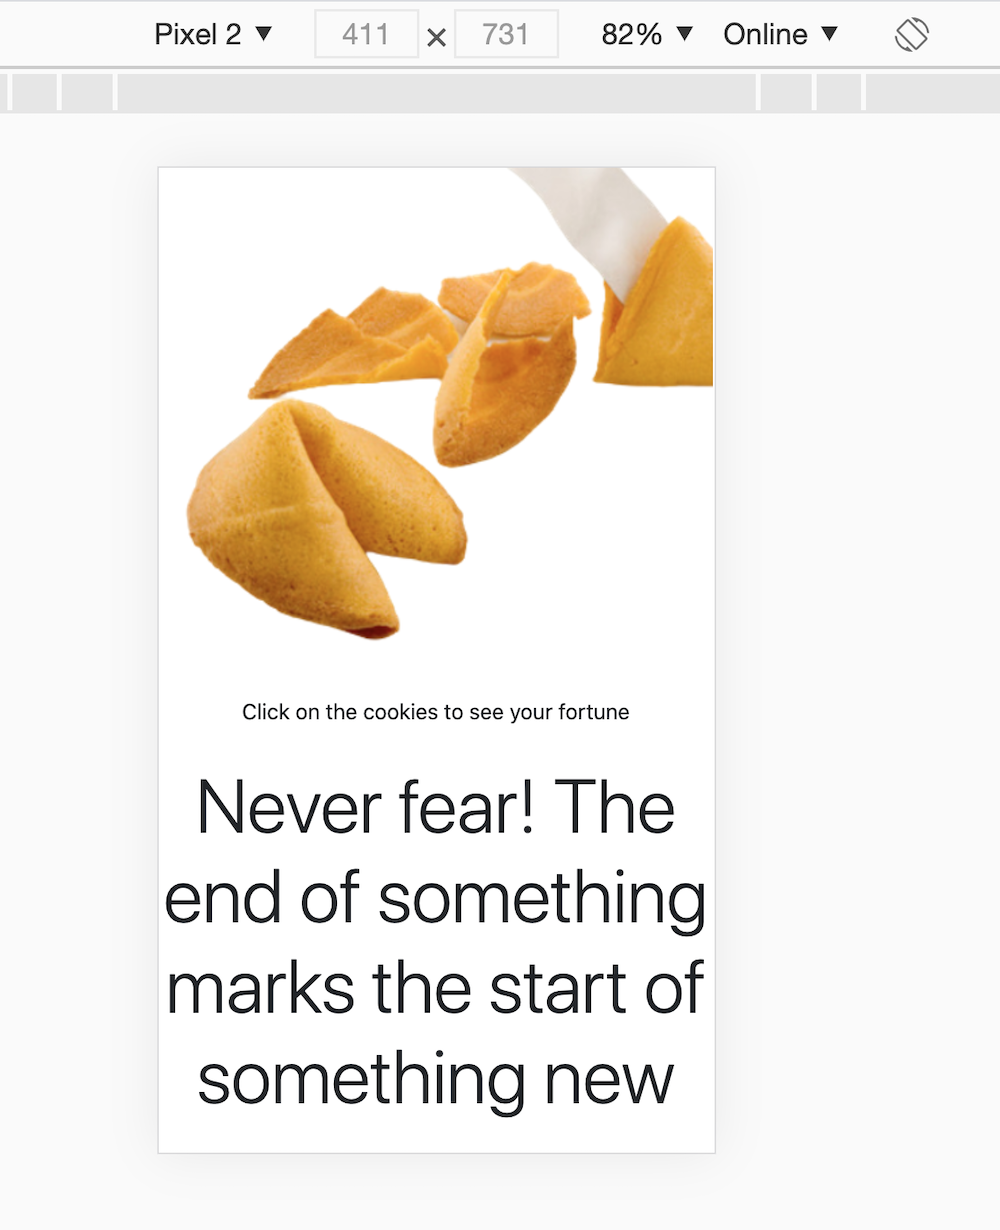 Pixel 2 ▼ 411 × 731 82% ▼ Online ▼
Click on the cookies to see your fortune
Never fear! The
end of something
marks the start of
something new